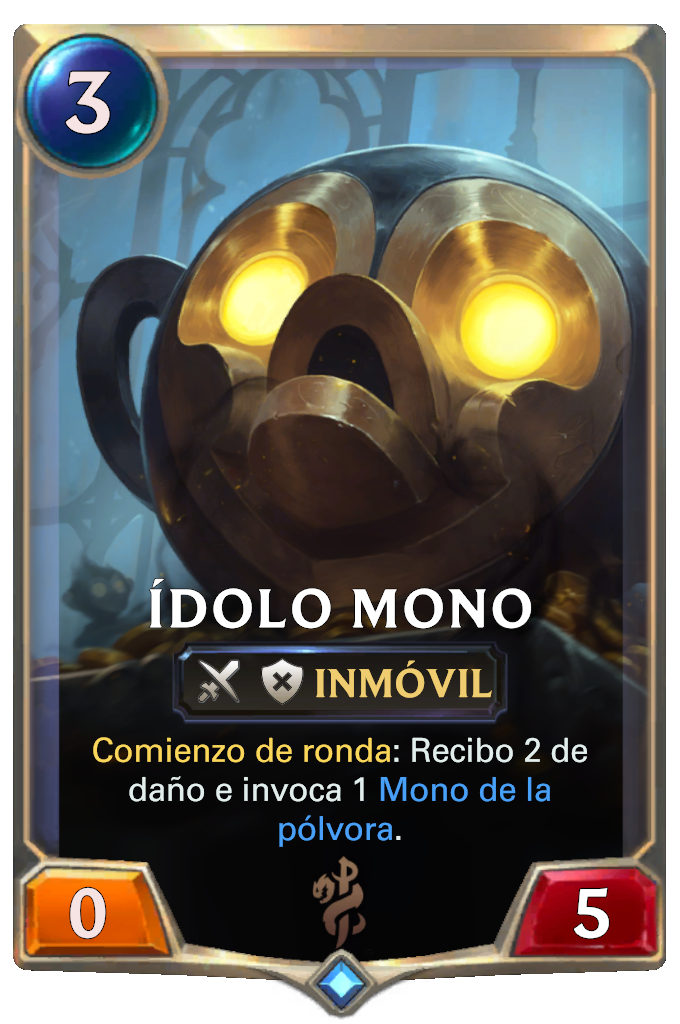 3
ÍDOLO MONO
INMÓVIL
Comienzo de ronda: Recibo 2 de
daño e invoca 1 Mono de la
pólvora.
0
5